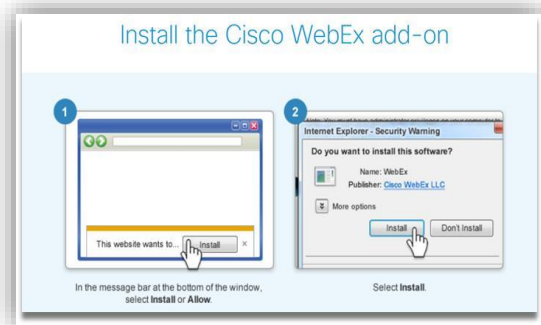 Install the Cisco WebEx add-on
1
This website wants to...
Install
×
In the message bar at the bottom of the window,
select Install or Allow.
2
Internet Explorer - Security Warning
Do you want to install this software?
Name: WebEx
Publisher: Cisco WebEx LLC
More options
Install
Don't Install
Select Install.